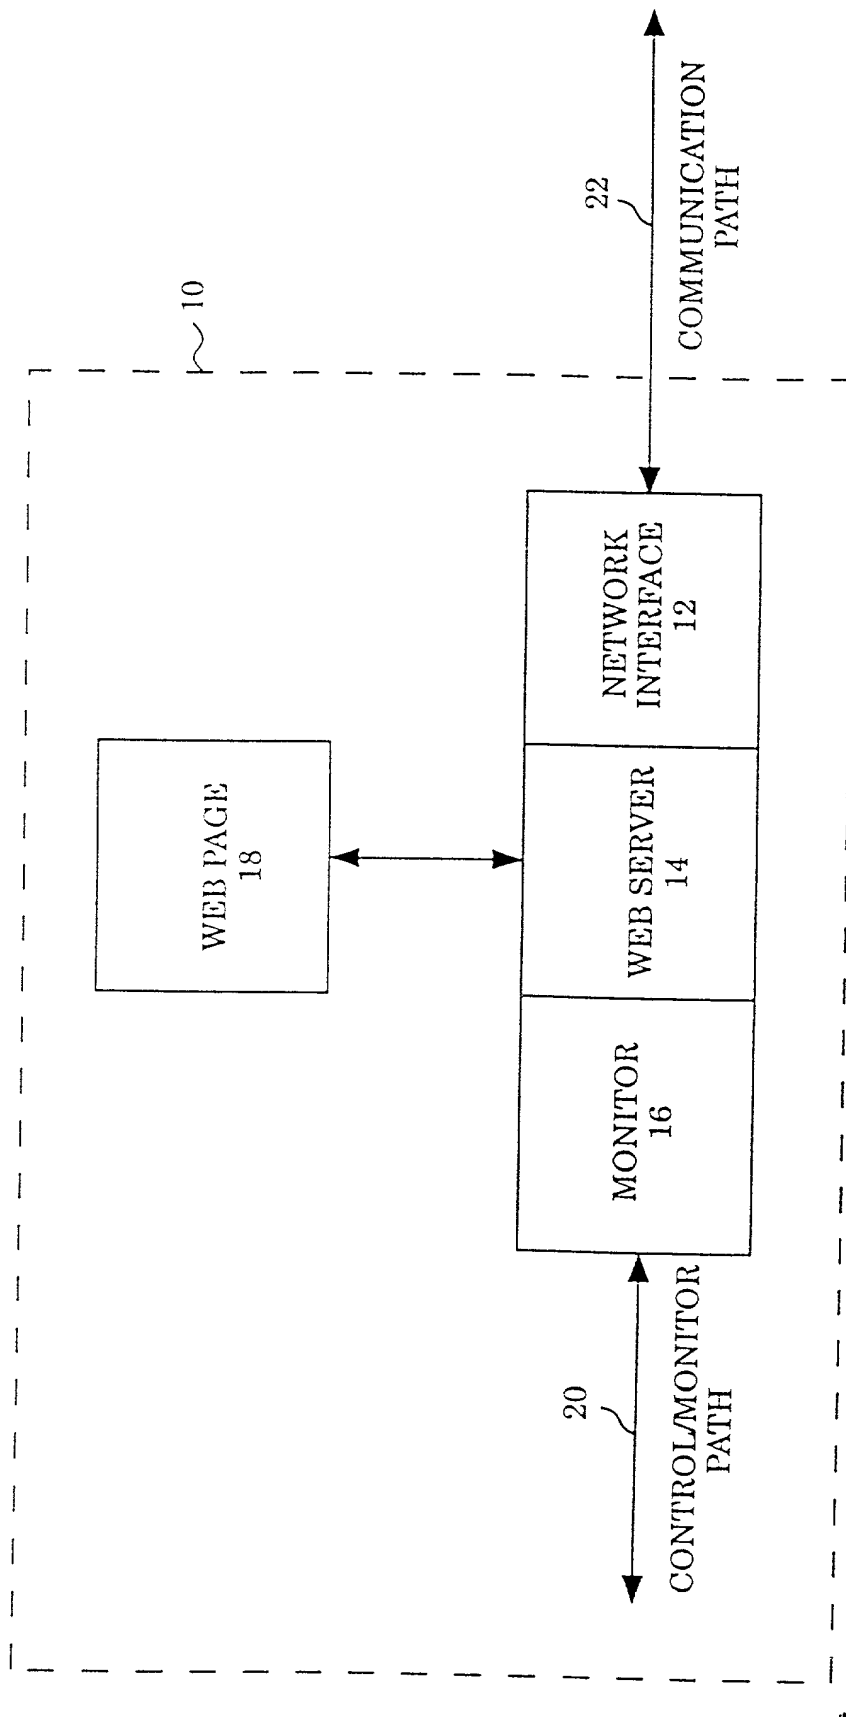 10
WEB PAGE
18
20
CONTROL/MONITOR
PATH
MONITOR
16
WEB SERVER
14
NETWORK
INTERFACE
12
22
COMMUNICATION
PATH